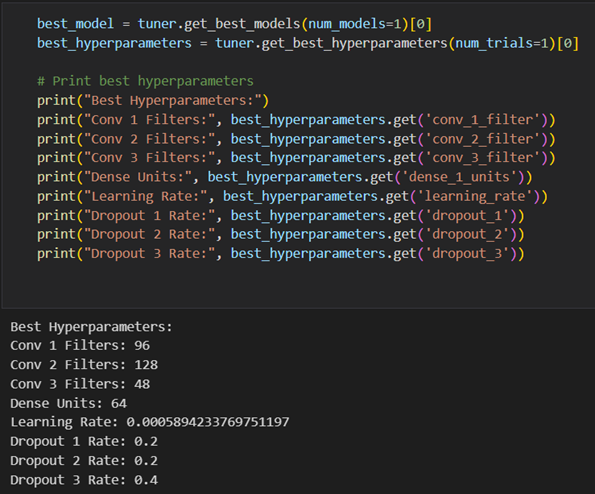 best_model = tuner.get_best_models(num_models=1)[0]
best_hyperparameters = tuner.get_best_hyperparameters(num_trials=1)[0]
# Print best hyperparameters
print("Best Hyperparameters:")
print("Conv 1 Filters:", best_hyperparameters.get('conv_1_filter'))
print("Conv 2 Filters:", best_hyperparameters.get('conv_2_filter'))
print("Conv 3 Filters:", best_hyperparameters.get('conv_3_filter'))
print("Dense Units:", best_hyperparameters.get('dense_1_units'))
print("Learning Rate:", best_hyperparameters.get('learning_rate'))
print("Dropout 1 Rate:", best_hyperparameters.get('dropout_1'))
print("Dropout 2 Rate:", best_hyperparameters.get('dropout_2'))
print("Dropout 3 Rate:", best_hyperparameters.get('dropout_3'))
Best Hyperparameters:
Conv 1 Filters: 96
Conv 2 Filters: 128
Conv 3 Filters: 48
Dense Units: 64
Learning Rate: 0.0005894233769751197
Dropout 1 Rate: 0.2
Dropout 2 Rate: 0.2
Dropout 3 Rate: 0.4